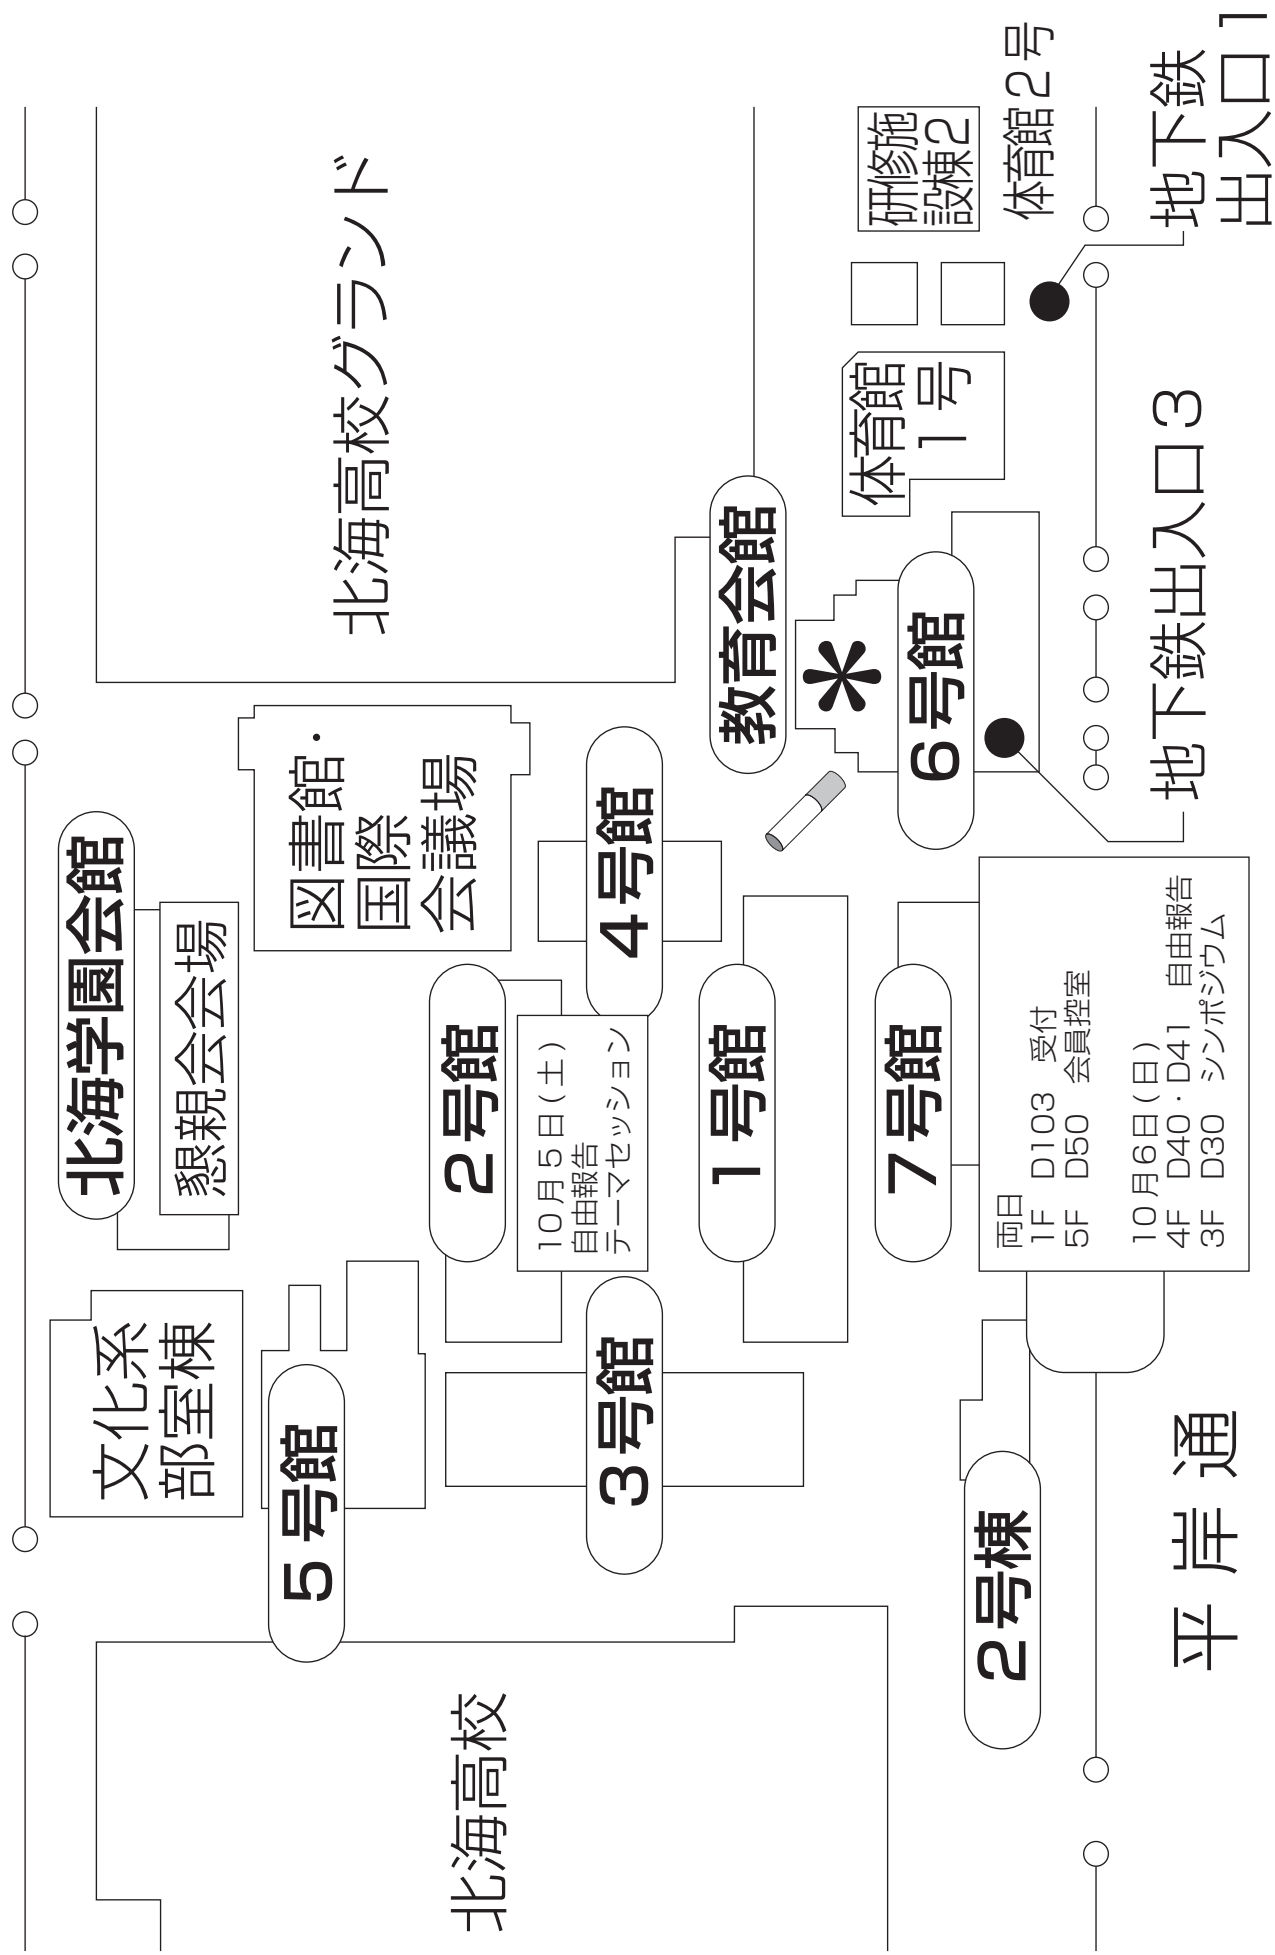 北海学園会館
懇親会会場
文化系
部室棟
5号館
図書館・
国際
会議場
北海高校グランド
北海高校
2号館
10月5日(土)
自由報告
テーマセッション
4号館
3号館
1号館
教育会館
*
6号館
体育館
1号
研修施
設棟2
体育館2号
7号館
両日
1F D103 受付
5F D50 会員控室
10月6日(日)
4F D40・D41 自由報告
3F D30 シンポジウム
2号棟
平岸通
地下鉄出入口3
地下鉄
出入口1